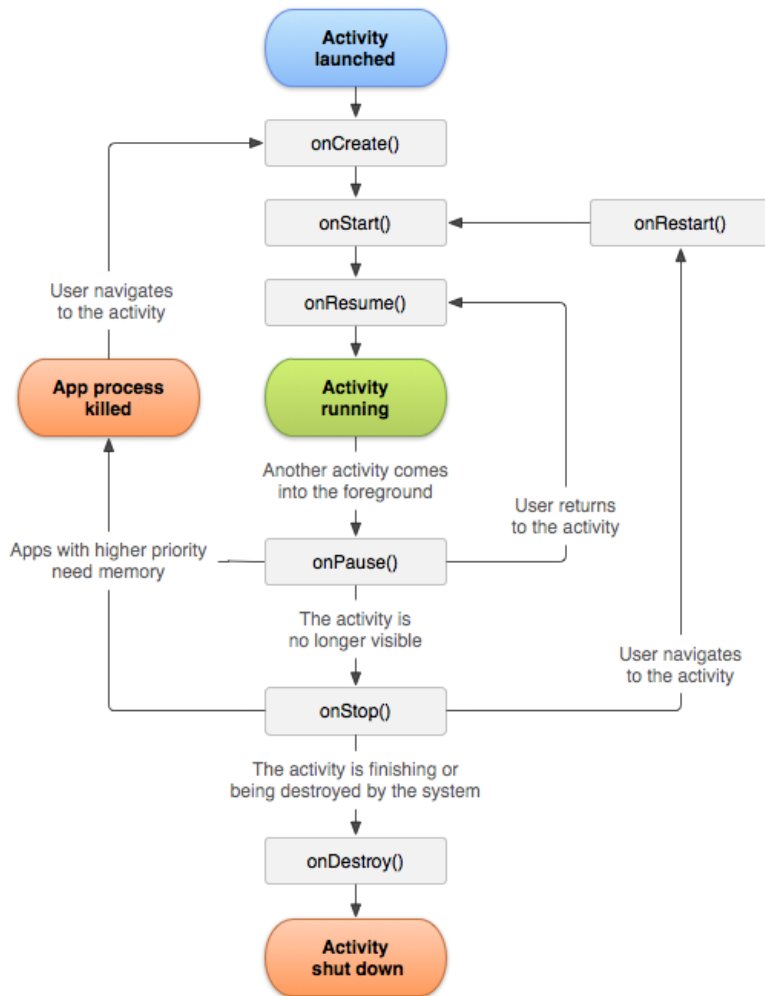 Activity
launched
onCreate()
onStart()
onRestart()
User navigates
to the activity
onResume()
App process
killed
Activity
running
Another activity comes
into the foreground
User returns
to the activity
Apps with higher priority
need memory
onPause()
The activity is
no longer visible
User navigates
to the activity
onStop()
The activity is finishing or
being destroyed by the system
onDestroy()
Activity
shut down